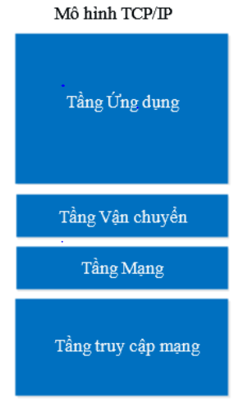 Mô hình TCP/IP
Tầng Ứng dụng
Tầng Vận chuyển
Tầng Mạng
Tầng truy cập mạng